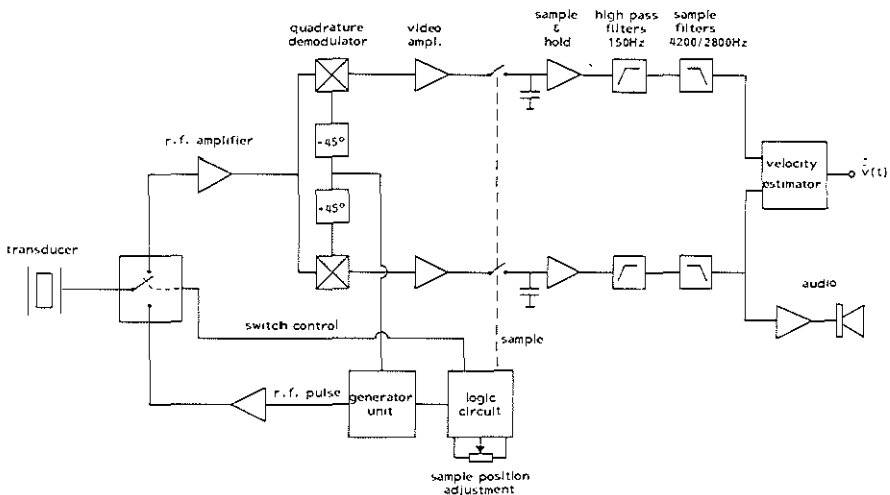 quadrature
demodulator
video
ampl.
sample
&
hold
high pass
filters
150Hz
sample
filters
4200/2800Hz
-45°
r.f. amplifier
+45°
velocity
estimator
v(t)
transducer
audio
switch control
sample
r.f. pulse
generator
unit
logic
circuit
sample position
adjustment